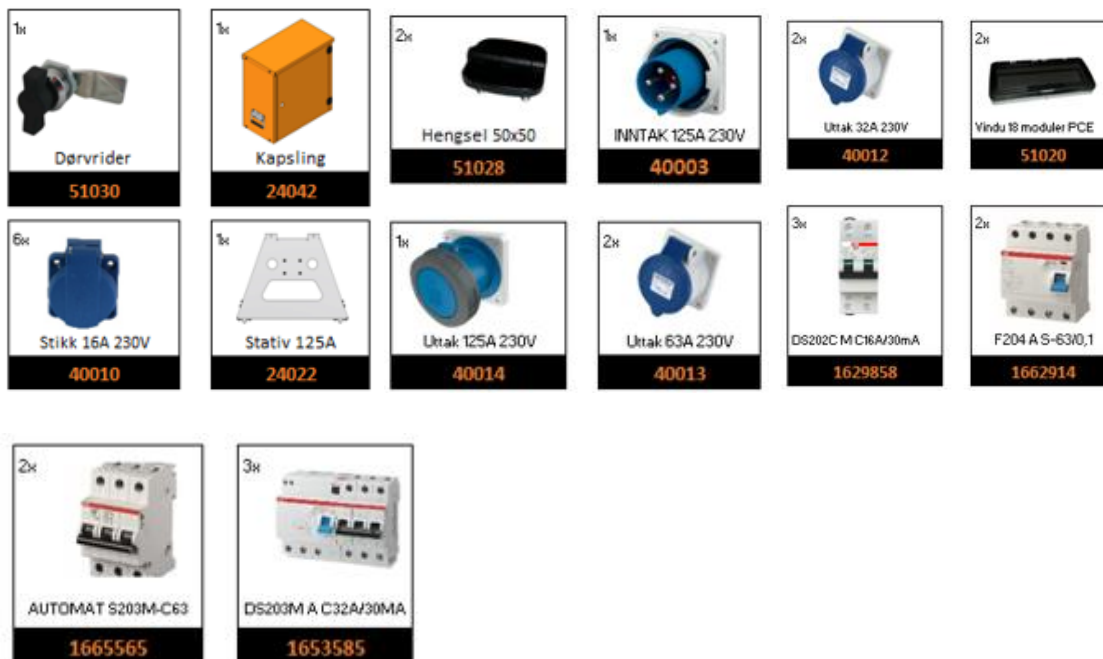 1x
Dørvrider
51030
1x
Kapsling
24042
2x
Hengsel 50x50
51028
1x
INNTAK 125A 230V
40003
2x
Uttak 32A 230V
40012
2x
Vindu 18 moduler PCE
51020
6x
Stikk 16A 230V
40010
1x
Stativ 125A
24022
1x
Uttak 125A 230V
40014
2x
Uttak 63A 230V
40013
3x
DS202C M C16A/30mA
1629858
2x
F204 A S-63/0,1
1662914
2x
AUTOMAT S203M-C63
1665565
3x
DS203M A C32A/30MA
1653585